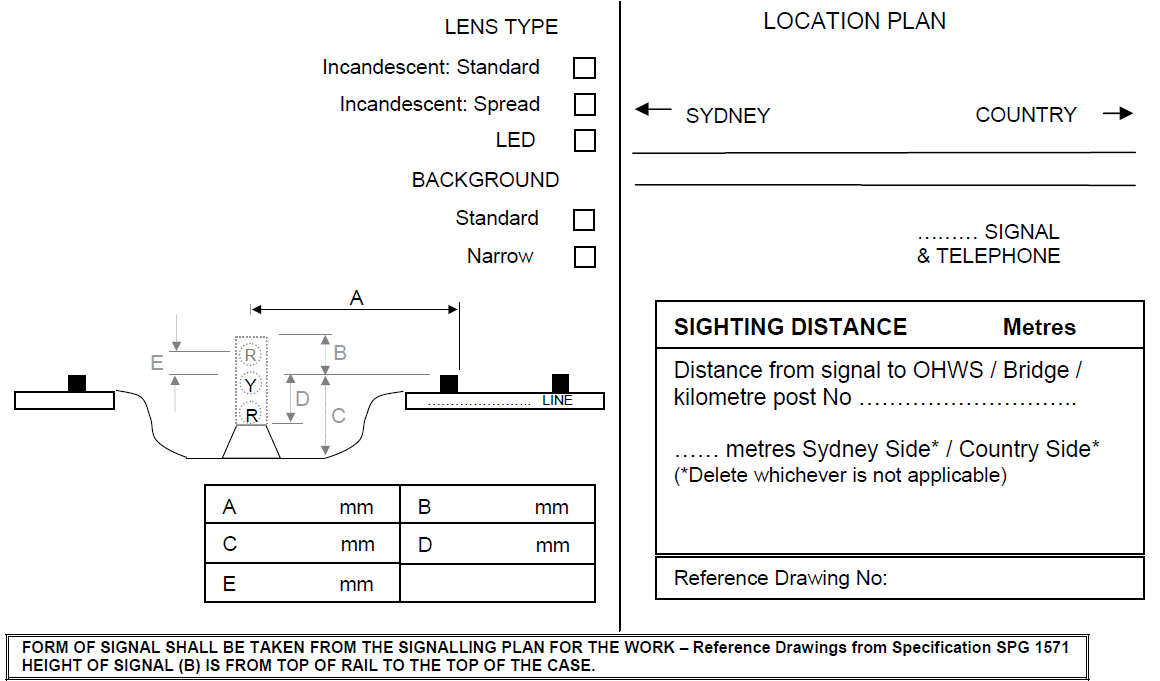 LENS TYPE
Incandescent: Standard
Incandescent: Spread
LED
BACKGROUND
Standard
Narrow
A
E
R
B
Y
D
R
C
…………………. LINE
A mm B mm
C mm D mm
E mm
LOCATION PLAN
SYDNEY COUNTRY
……… SIGNAL
& TELEPHONE
SIGHTING DISTANCE Metres
Distance from signal to OHWS / Bridge /
kilometre post No ………………………..
…… metres Sydney Side* / Country Side*
(*Delete whichever is not applicable)
Reference Drawing No:
FORM OF SIGNAL SHALL BE TAKEN FROM THE SIGNALLING PLAN FOR THE WORK – Reference Drawings from Specification SPG 1571
HEIGHT OF SIGNAL (B) IS FROM TOP OF RAIL TO THE TOP OF THE CASE.